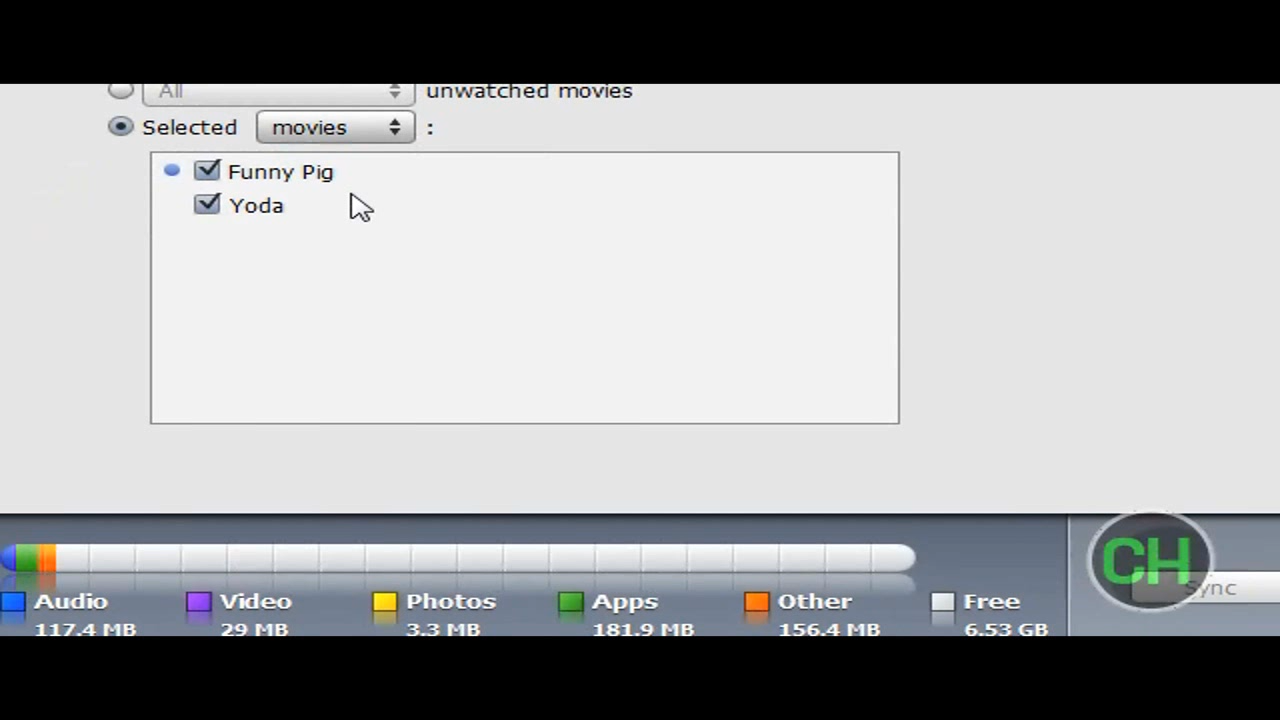 All unwatched movies
Selected movies :
Funny Pig
Yoda
Audio Video Photos Apps Other Free
117.4 MB 29 MB 3.3 MB 181.9 MB 156.4 MB 6.53 GB
CH
Sync